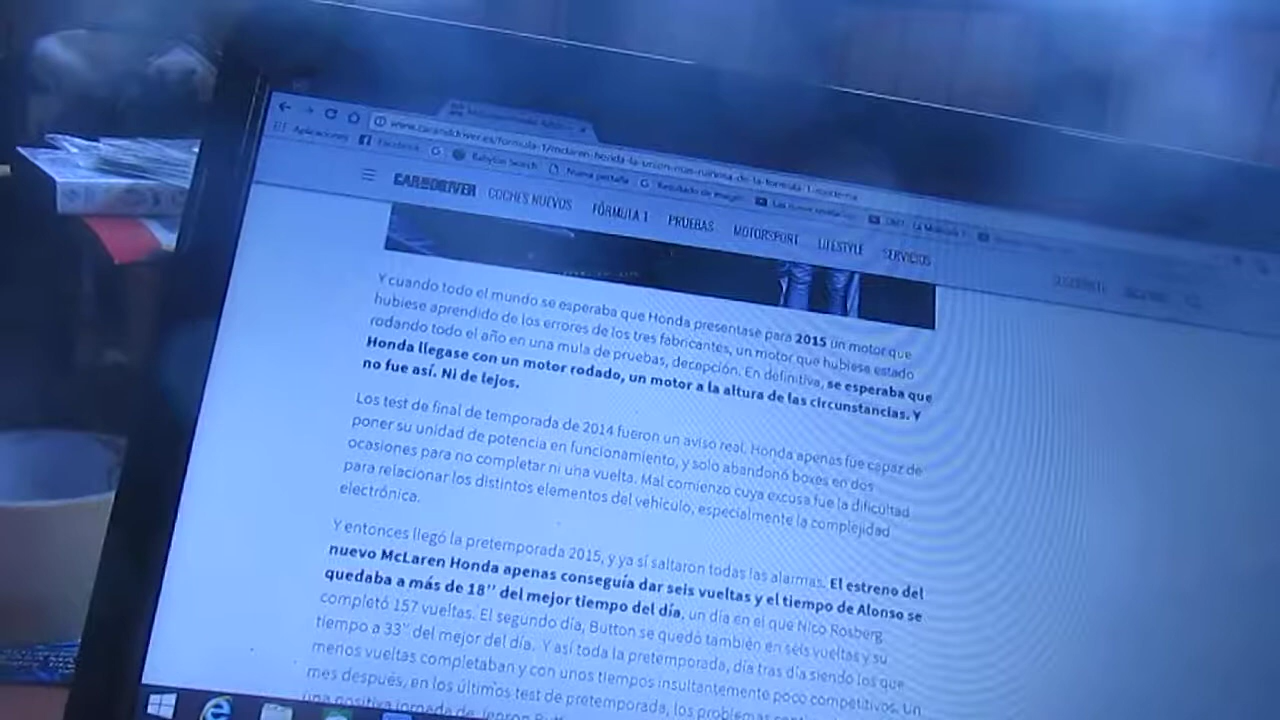 www.caranddriver.es/formula-1/mclaren-honda-la-union-mas-ruinosa-de-la-formula-1-moderna
Aplicaciones Facebook Babylon Search Nueva pestaña Resultado de imagen
CAR AND DRIVER COCHES NUEVOS FÓRMULA 1 PRUEBAS MOTORSPORT LIFESTYLE SERVICIOS
Y cuando todo el mundo se esperaba que Honda presentase para 2015 un motor que
hubiese aprendido de los errores de los tres fabricantes, un motor que hubiese estado
rodando todo el año en una mula de pruebas, decepción. En definitiva, se esperaba que
Honda llegase con un motor rodado, un motor a la altura de las circunstancias. Y
no fue así. Ni de lejos.
Los test de final de temporada de 2014 fueron un aviso real. Honda apenas fue capaz de
poner su unidad de potencia en funcionamiento, y solo abandonó boxes en dos
ocasiones para no completar ni una vuelta. Mal comienzo cuya excusa fue la dificultad
para relacionar los distintos elementos del vehículo, especialmente la complejidad
electrónica.
Y entonces llegó la pretemporada 2015, y ya sí saltaron todas las alarmas. El estreno del
nuevo McLaren Honda apenas conseguía dar seis vueltas y el tiempo de Alonso se
quedaba a más de 18'' del mejor tiempo del día, un día en el que Nico Rosberg
completó 157 vueltas. El segundo día, Button se quedó también en seis vueltas y su
tiempo a 33'' del mejor del día. Y así toda la pretemporada, día tras día siendo los que
menos vueltas completaban y con unos tiempos insultantemente poco competitivos. Un
mes después, en los últimos test de pretemporada, los problemas
una positiva jornada de Jenson